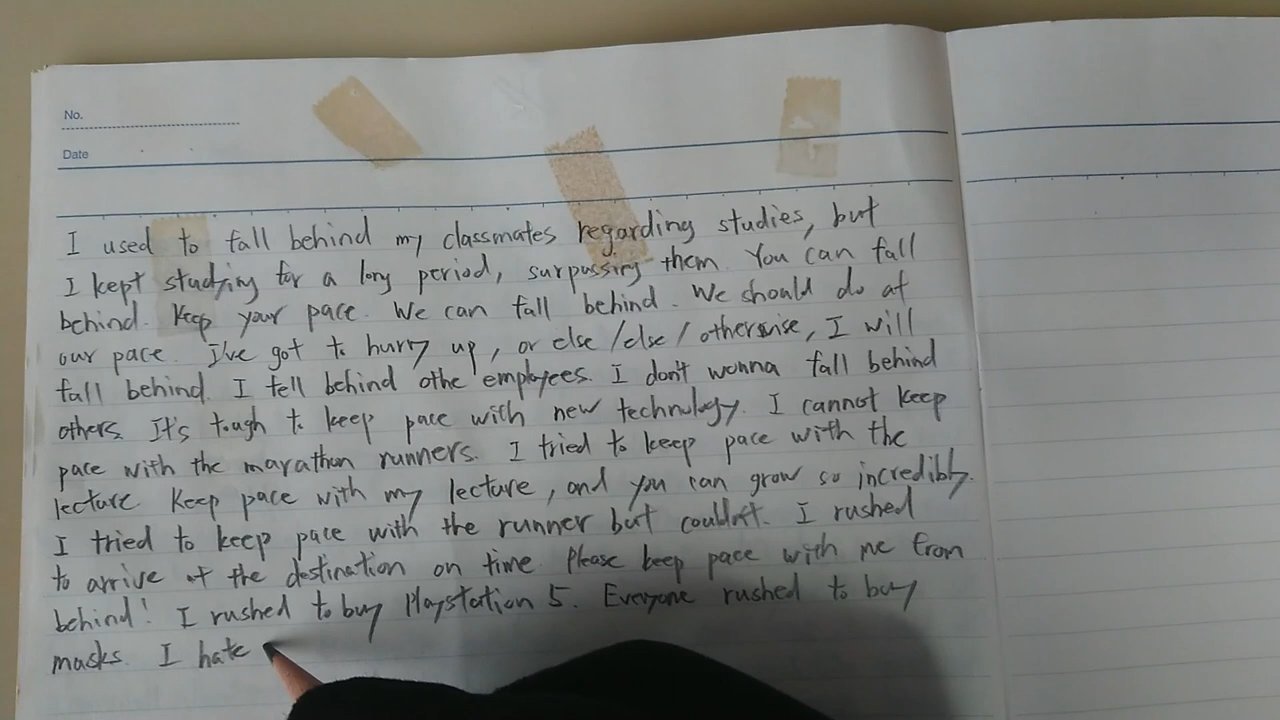 No.
Date
I used to fall behind my classmates regarding studies, but
I kept studying for a long period, surpassing them. You can fall
behind. Keep your pace. We can fall behind. We should do at
our pace. I've got to hurry up, or else / else / otherwise, I will
fall behind. I fell behind othe employees. I don't wonna fall behind
others. It's tough to keep pace with new technology. I cannot keep
pace with the marathon runners. I tried to keep pace with the
lecture. Keep pace with my lecture, and you can grow so incredibly.
I tried to keep pace with the runner but couldn't. I rushed
to arrive at the destination on time. Please keep pace with me from
behind! I rushed to buy Playstation 5. Everyone rushed to buy
masks. I hate